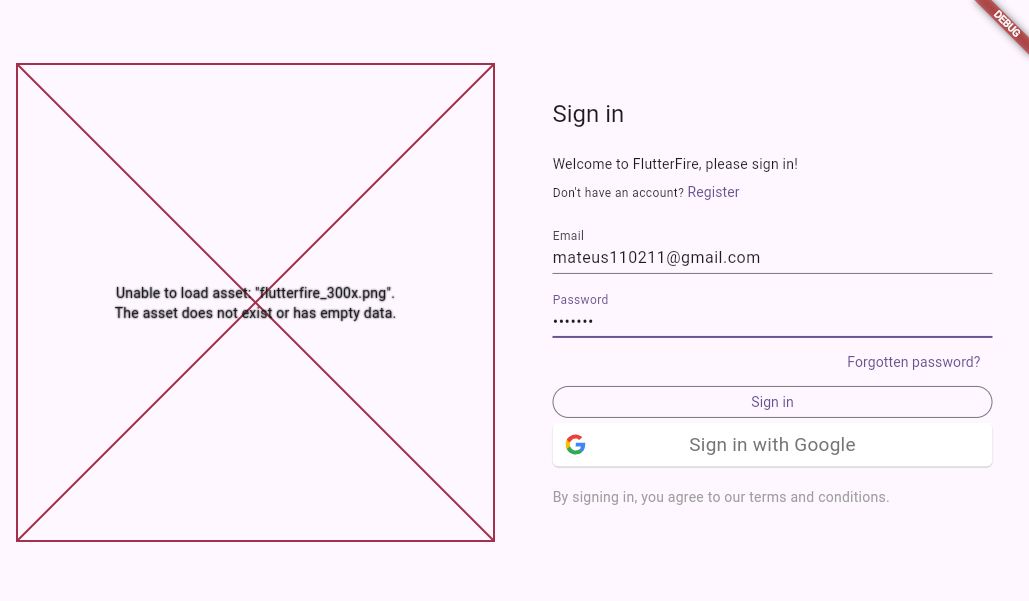 DEBUG
Unable to load asset: "flutterfire_300x.png".
The asset does not exist or has empty data.
Sign in
Welcome to FlutterFire, please sign in!
Don't have an account? Register
Email
mateus110211@gmail.com
Password
•••••••
Forgotten password?
Sign in
Sign in with Google
By signing in, you agree to our terms and conditions.